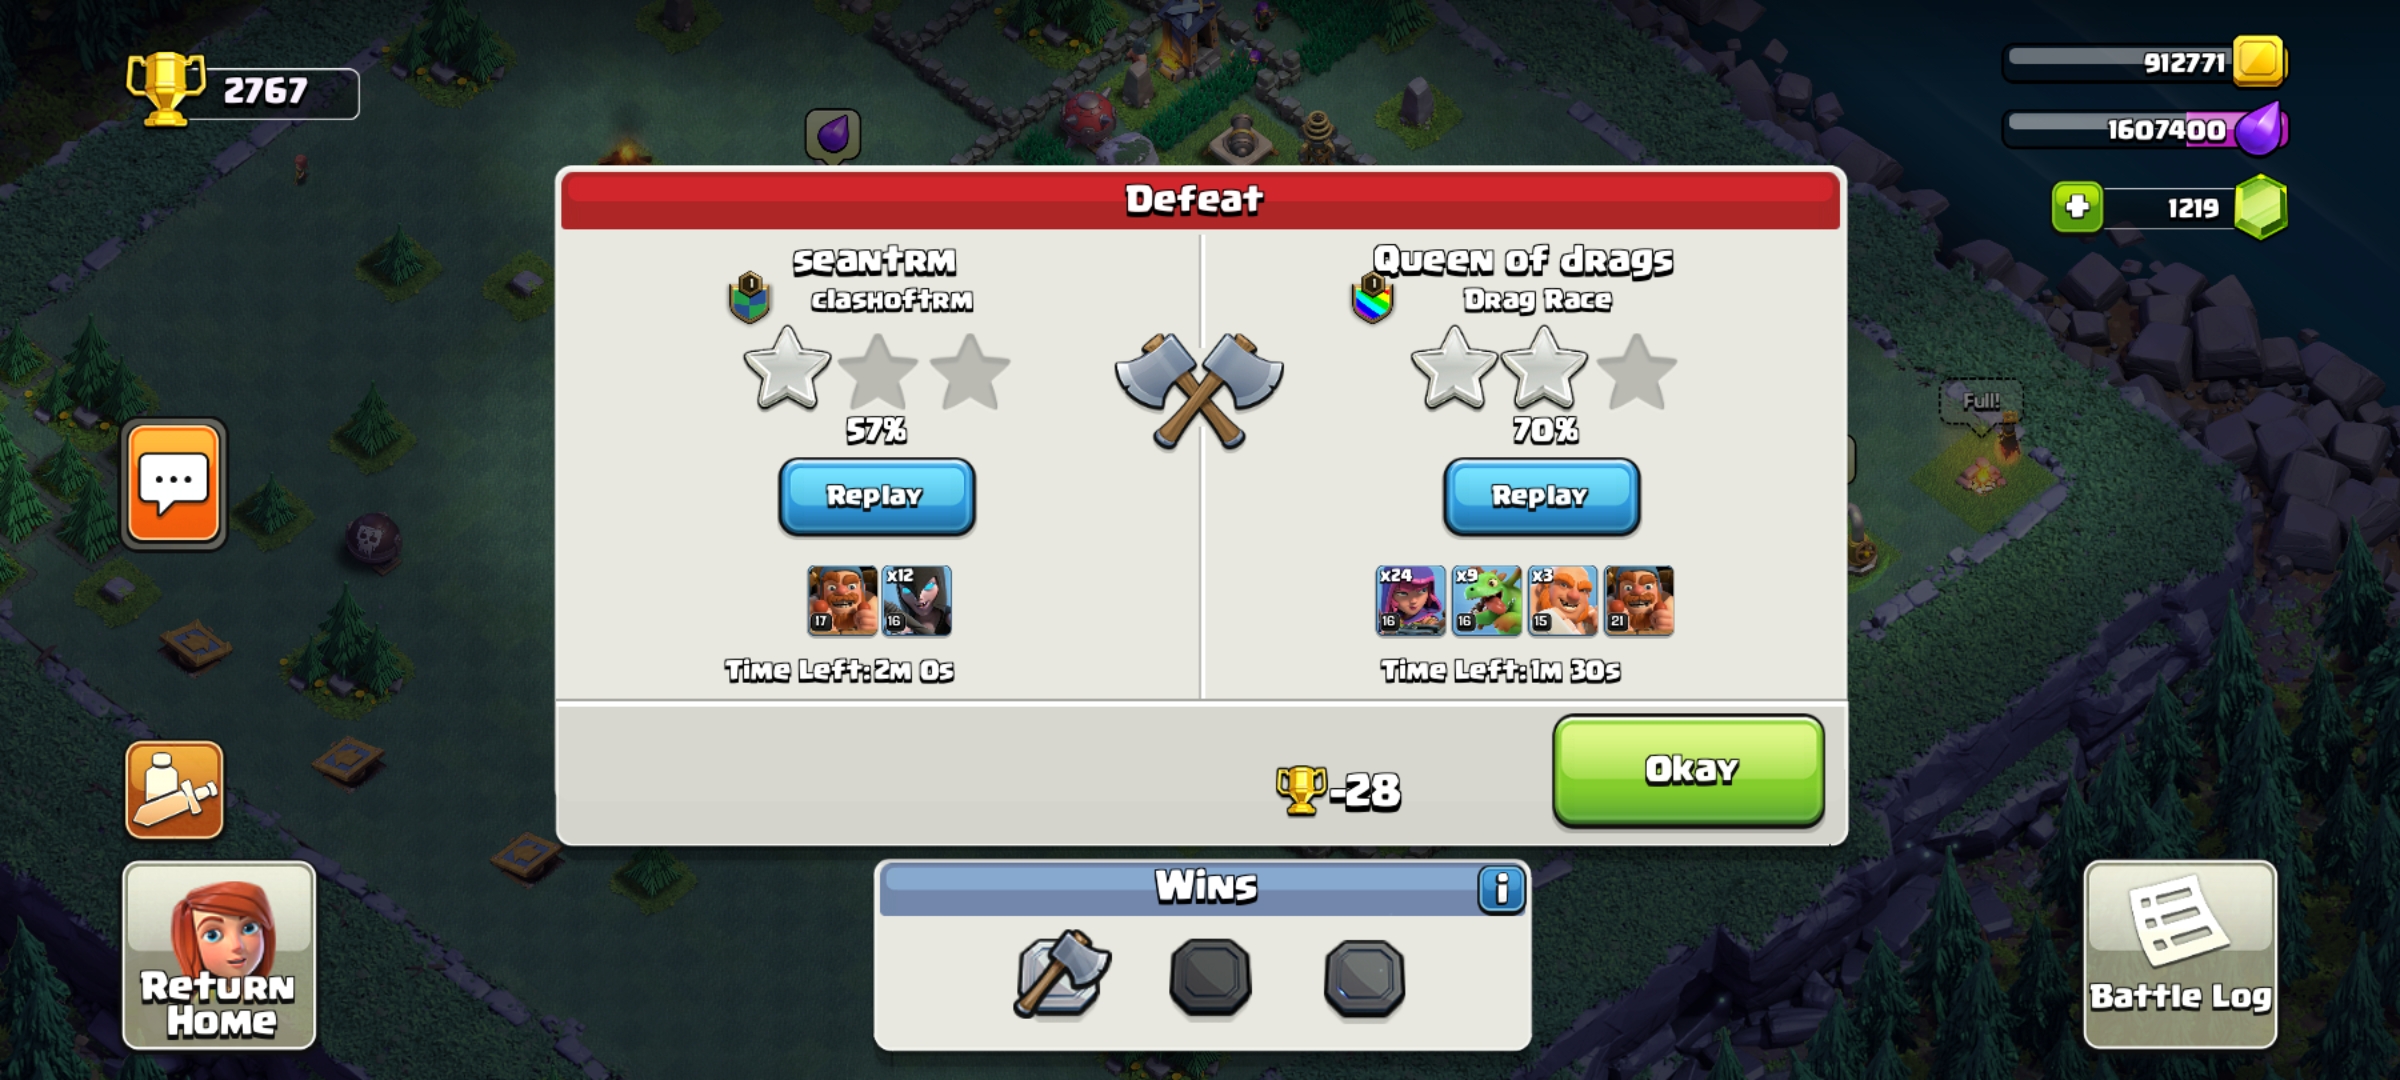 2767
912771
1607400
1219
Defeat
seantRM
clashoftRM
57%
Replay
17
x12
16
Time Left: 2m 0s
Queen of drags
Drag Race
70%
Replay
x24
16
x9
16
x3
15
21
Time Left: 1m 30s
Full!
-28
Okay
Wins
i
Return
Home
Battle Log